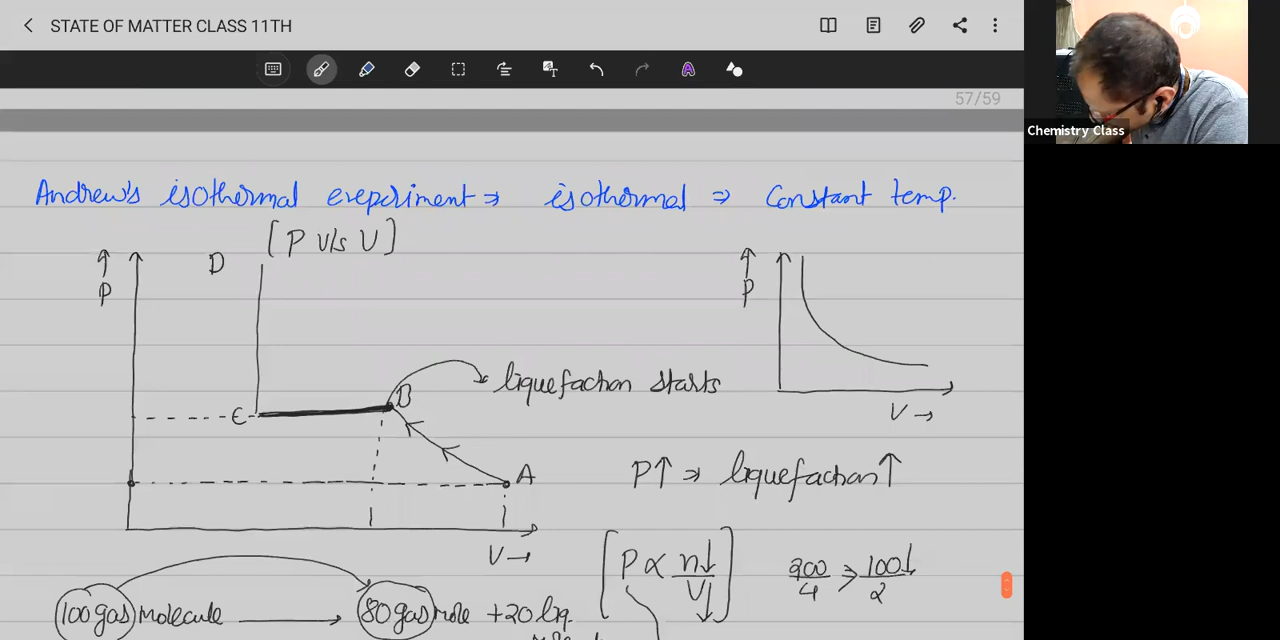 STATE OF MATTER CLASS 11TH
57/59
Chemistry Class
Andrew's isothermal experiment ⇒ isothermal ⇒ Constant temp.
[P v/s V]
↑ P
D
↑ P
B
liquefaction starts
C
V →
A
P↑ ⇒ liquefaction↑
V →
[P ∝ n↓/V↓]
200/4 ⇒ 100↓/2
100 gas molecule → 80 gas mole + 20 liq.